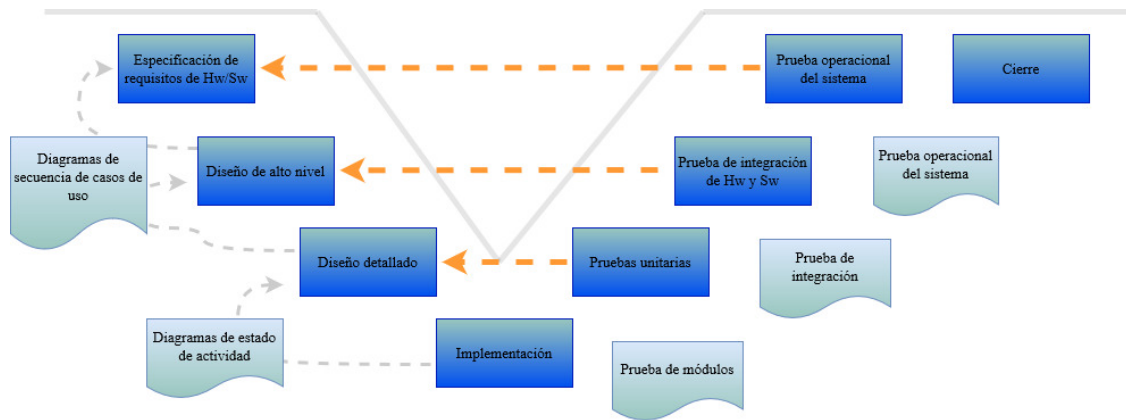 Especificación de
requisitos de Hw/Sw
Prueba operacional
del sistema
Cierre
Diagramas de
secuencia de casos de
uso
Diseño de alto nivel
Prueba de integración
de Hw y Sw
Prueba operacional
del sistema
Diseño detallado
Pruebas unitarias
Prueba de
integración
Diagramas de estado
de actividad
Implementación
Prueba de módulos